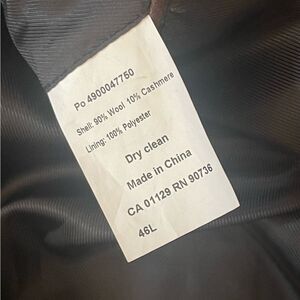 Po 4900047750
Shell: 90% Wool 10% Cashmere
Lining: 100% Polyester
Dry clean
Made in China
CA 01129 RN 90736
46L